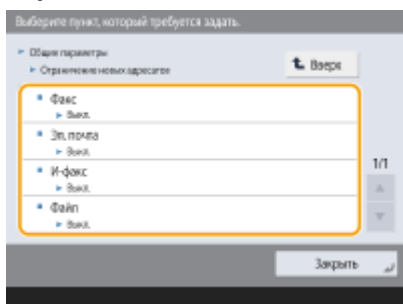 Выберите пункт, который требуется задать.
Общие параметры
Ограничение новых адресатов
Вверх
Факс
Выкл.
Эл. почта
Выкл.
И-факс
Выкл.
Файл
Выкл.
1/1
Закрыть